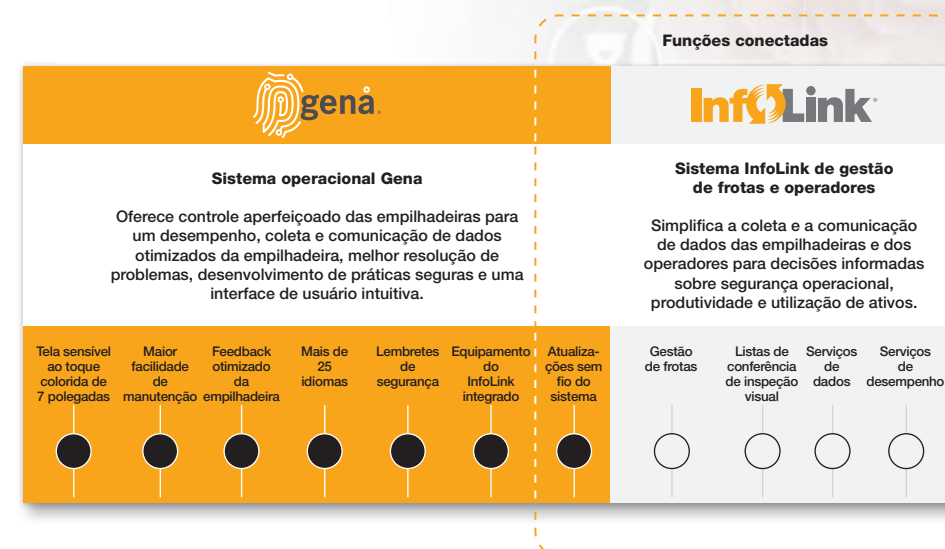 Funções conectadas
gena
InfoLink
Sistema operacional Gena
Oferece controle aperfeiçoado das empilhadeiras para
um desempenho, coleta e comunicação de dados
otimizados da empilhadeira, melhor resolução de
problemas, desenvolvimento de práticas seguras e uma
interface de usuário intuitiva.
Sistema InfoLink de gestão
de frotas e operadores
Simplifica a coleta e a comunicação
de dados das empilhadeiras e dos
operadores para decisões informadas
sobre segurança operacional,
produtividade e utilização de ativos.
Tela sensível
ao toque
colorida de
7 polegadas
Maior
facilidade
de
manutenção
Feedback
otimizado
da
empilhadeira
Mais de
25
idiomas
Lembretes
de
segurança
Equipamento
do
InfoLink
integrado
Atualiza-
ções sem
fio do
sistema
Gestão
de frotas
Listas de
conferência
de inspeção
visual
Serviços
de
dados
Serviços
de
desempenho